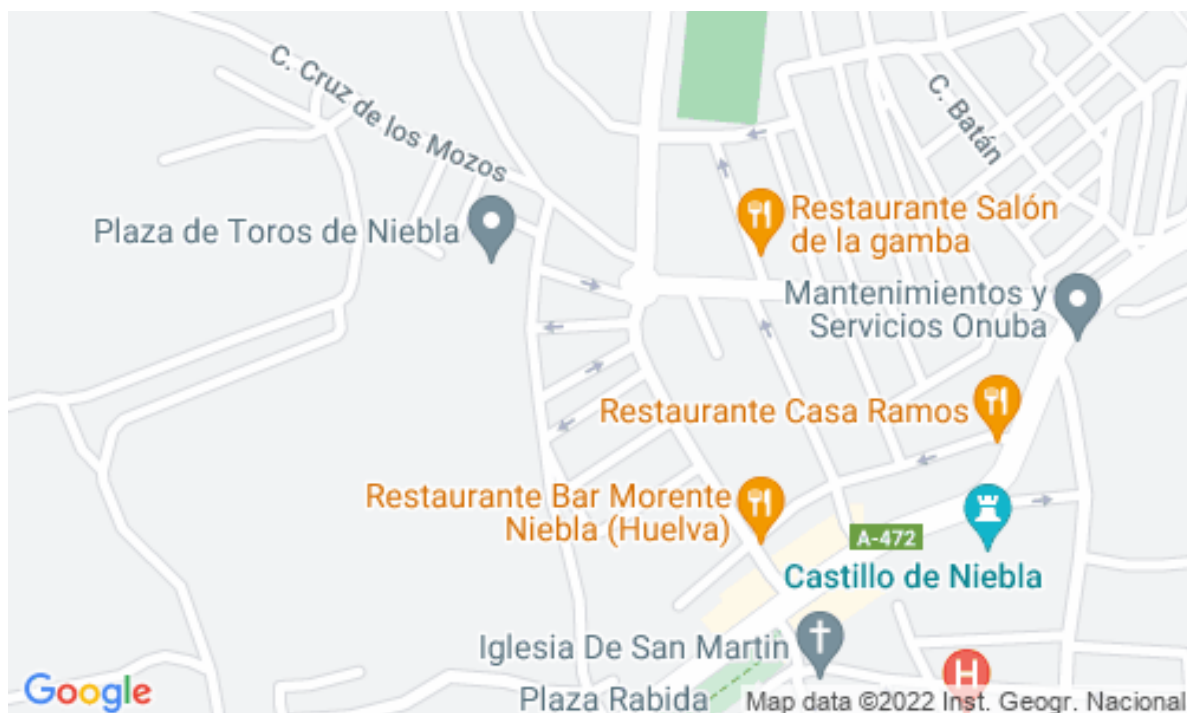 C. Cruz de los Mozos
C. Batán
Plaza de Toros de Niebla
Restaurante Salón
de la gamba
Mantenimientos y
Servicios Onuba
Restaurante Casa Ramos
Restaurante Bar Morente
Niebla (Huelva)
A-472
Castillo de Niebla
Iglesia De San Martin
H
Plaza Rabida
Google
Map data ©2022 Inst. Geogr. Nacional